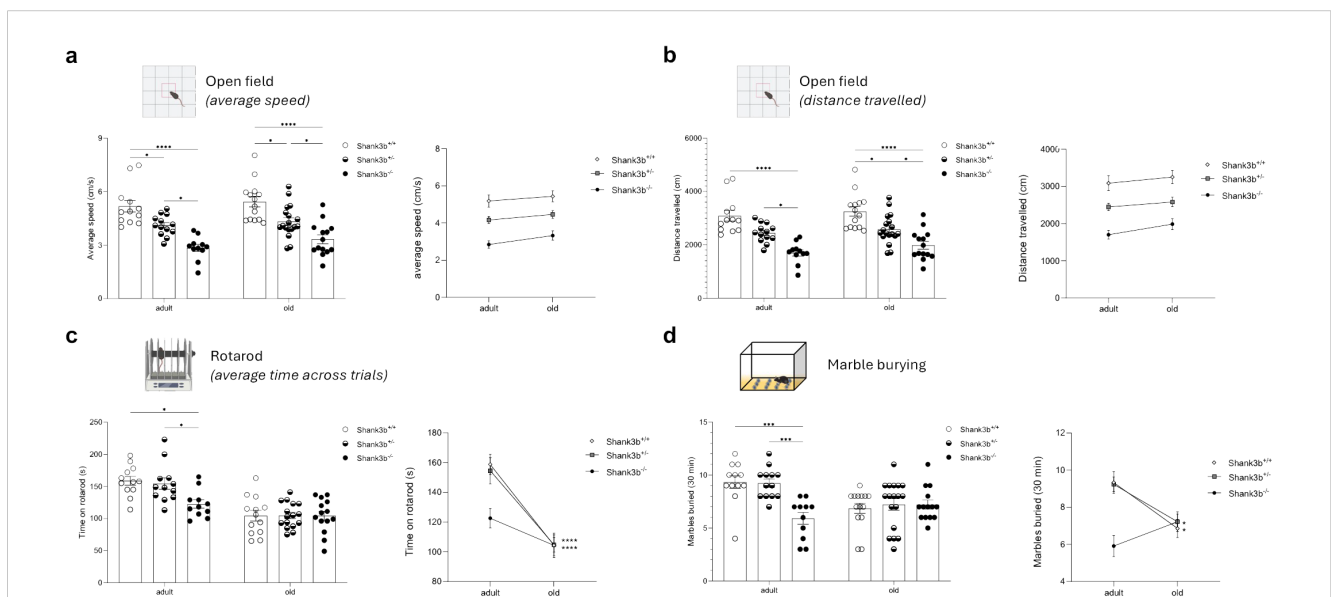 a
Open field
(average speed)
Average speed (cm/s)
9
6
3
0
****
*
*
****
*
*
adult
old
Shank3b+/+
Shank3b+/-
Shank3b-/-
average speed (cm/s)
8
6
4
2
0
adult
old
Shank3b+/+
Shank3b+/-
Shank3b-/-
b
Open field
(distance travelled)
Distance travelled (cm)
6000
4000
2000
0
****
*
****
*
*
adult
old
Shank3b+/+
Shank3b+/-
Shank3b-/-
Distance travelled (cm)
4000
3000
2000
1000
0
adult
old
Shank3b+/+
Shank3b+/-
Shank3b-/-
c
Rotarod
(average time across trials)
Time on rotarod (s)
250
200
150
100
50
0
*
*
adult
old
Shank3b+/+
Shank3b+/-
Shank3b-/-
Time on rotarod (s)
180
160
140
120
100
80
****
****
adult
old
Shank3b+/+
Shank3b+/-
Shank3b-/-
d
Marble burying
Marbles buried (30 min)
15
10
5
0
***
***
adult
old
Shank3b+/+
Shank3b+/-
Shank3b-/-
Marbles buried (30 min)
12
10
8
6
4
*
*
adult
old
Shank3b+/+
Shank3b+/-
Shank3b-/-